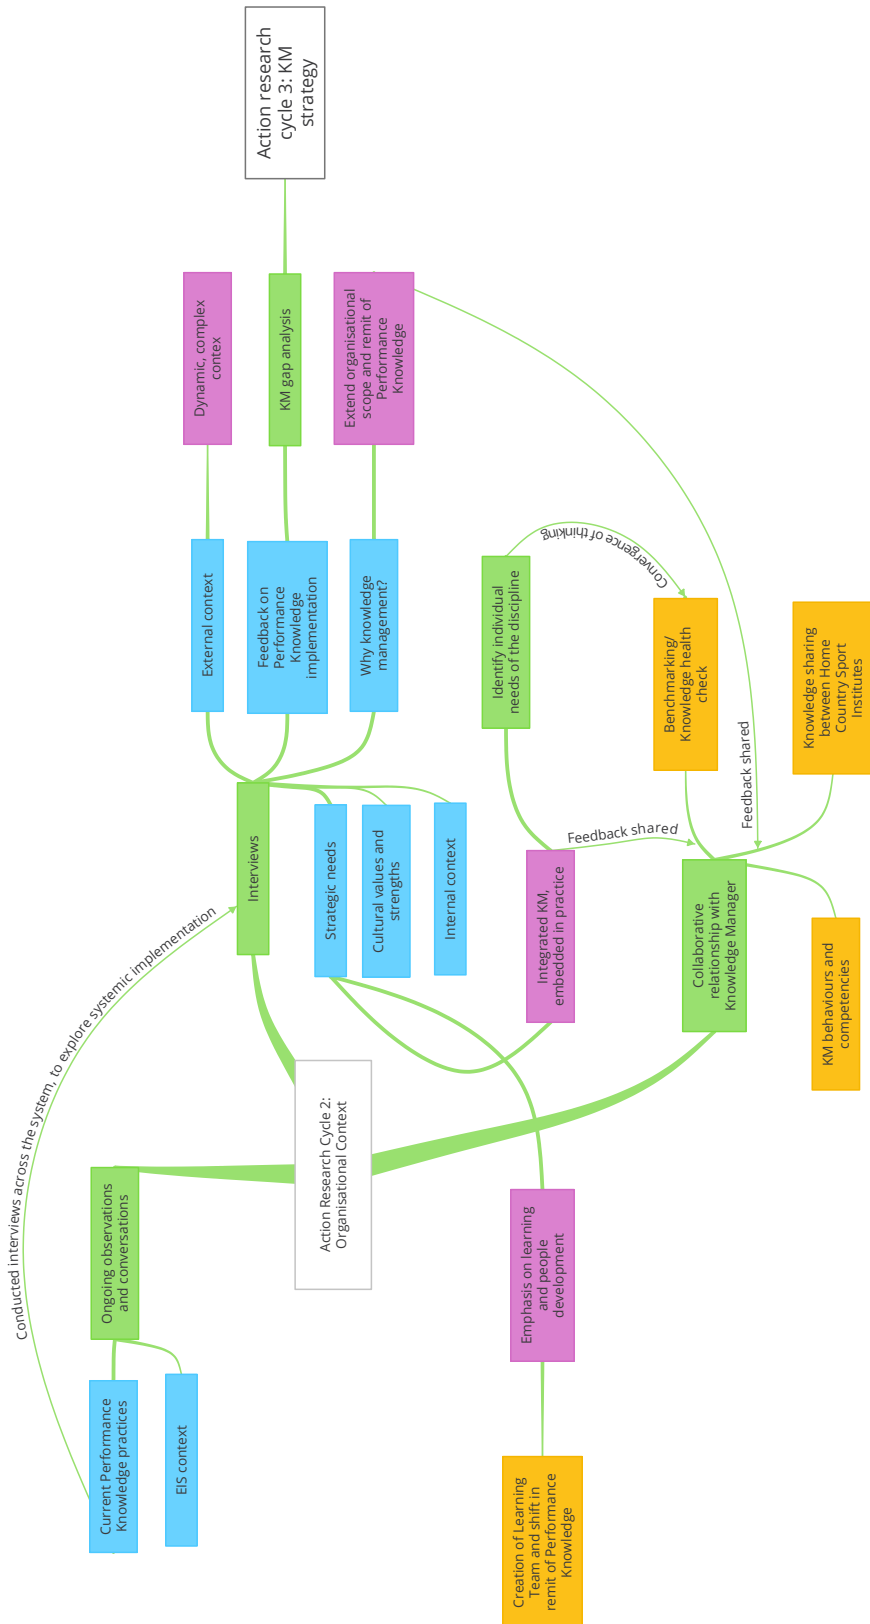 Action research
cycle 3: KM
strategy
Dynamic, complex
contex
KM gap analysis
Extend organisational
scope and remit of
Performance
Knowledge
External context
Feedback on
Performance
Knowledge
implementation
Why knowledge
management?
Interviews
Strategic needs
Cultural values and
strengths
Internal context
Conducted interviews across the system, to explore systemic implementation
Identify individual
needs of the discipline
Convergence of thinking
Benchmarking/
Knowledge health
check
Knowledge sharing
between Home
Country Sport
Institutes
Feedback shared
Feedback shared
Integrated KM,
embedded in practice
Collaborative
relationship with
Knowledge Manager
KM behaviours and
competencies
Action Research Cycle 2:
Organisational Context
Ongoing observations
and conversations
Current Performance
Knowledge practices
EIS context
Emphasis on learning
and people
development
Creation of Learning
Team and shift in
remit of Performance
Knowledge